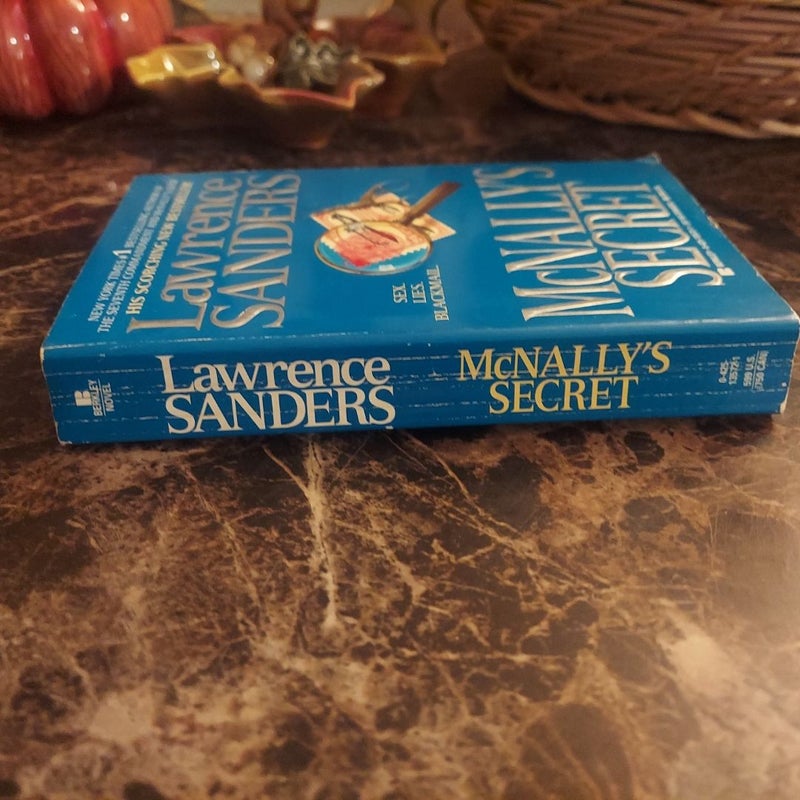 NEW YORK TIMES #1 BESTSELLING AUTHOR OF
THE SEVENTH COMMANDMENT
HIS SCORCHING NEW BESTSELLER
Lawrence
SANDERS
SEX.
LIES.
BLACKMAIL.
McNALLY'S
SECRET
B
BERKLEY
NOVEL
Lawrence
SANDERS
McNALLY'S
SECRET
0-425-
13572-1